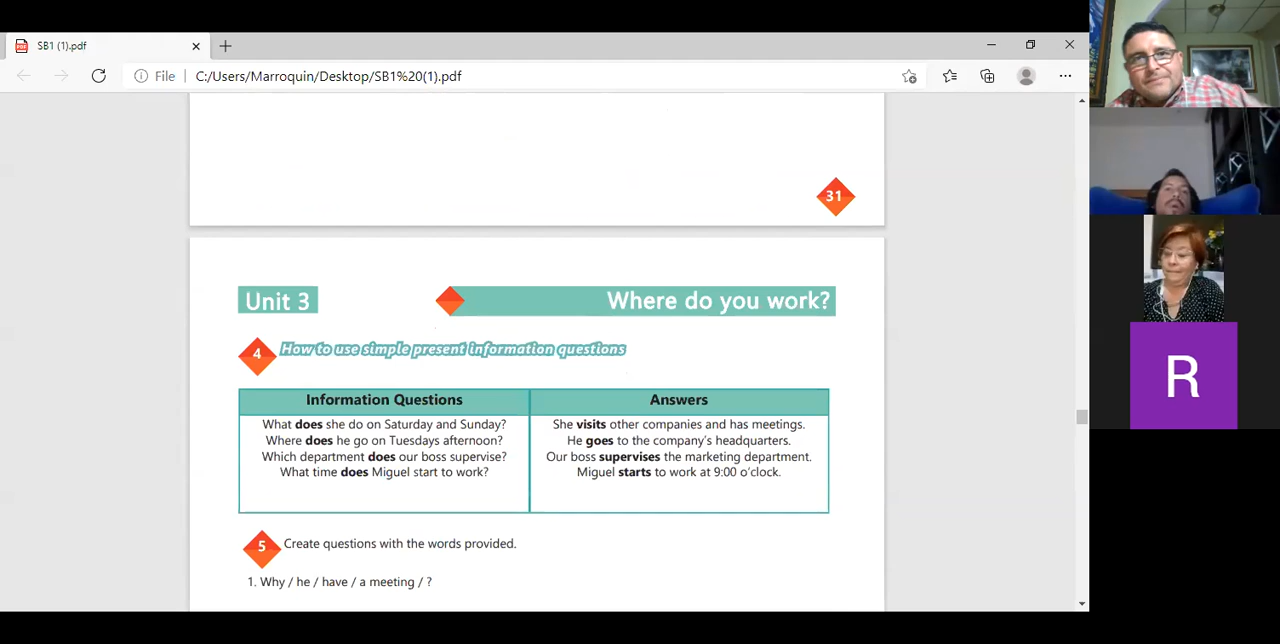 SB1 (1).pdf
File
C:/Users/Marroquin/Desktop/SB1%20(1).pdf
31
Unit 3
Where do you work?
4 How to use simple present information questions
Information Questions
What does she do on Saturday and Sunday?
Where does he go on Tuesdays afternoon?
Which department does our boss supervise?
What time does Miguel start to work?
Answers
She visits other companies and has meetings.
He goes to the company's headquarters.
Our boss supervises the marketing department.
Miguel starts to work at 9:00 o'clock.
5 Create questions with the words provided.
1. Why / he / have / a meeting / ?
R